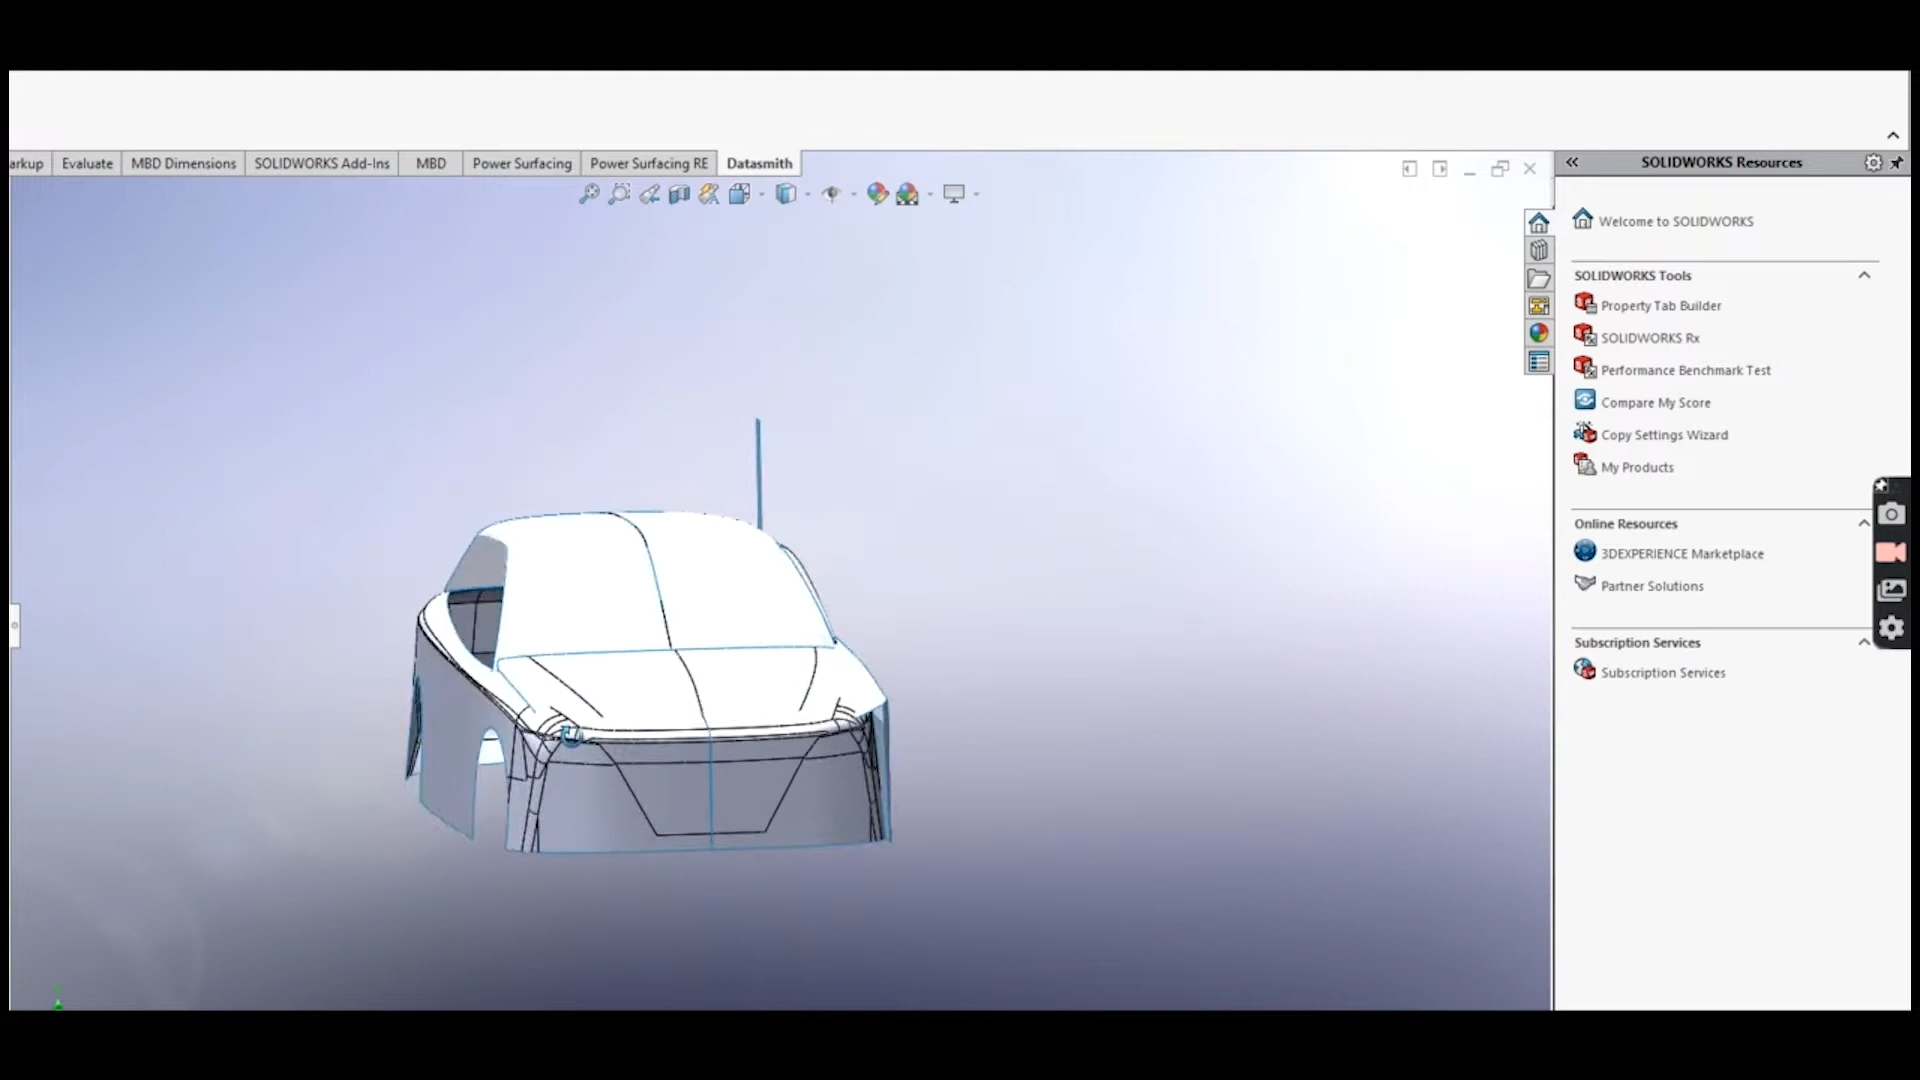 arkup
Evaluate
MBD Dimensions
SOLIDWORKS Add-Ins
MBD
Power Surfacing
Power Surfacing RE
Datasmith
SOLIDWORKS Resources
Welcome to SOLIDWORKS
SOLIDWORKS Tools
Property Tab Builder
SOLIDWORKS Rx
Performance Benchmark Test
Compare My Score
Copy Settings Wizard
My Products
Online Resources
3DEXPERIENCE Marketplace
Partner Solutions
Subscription Services
Subscription Services